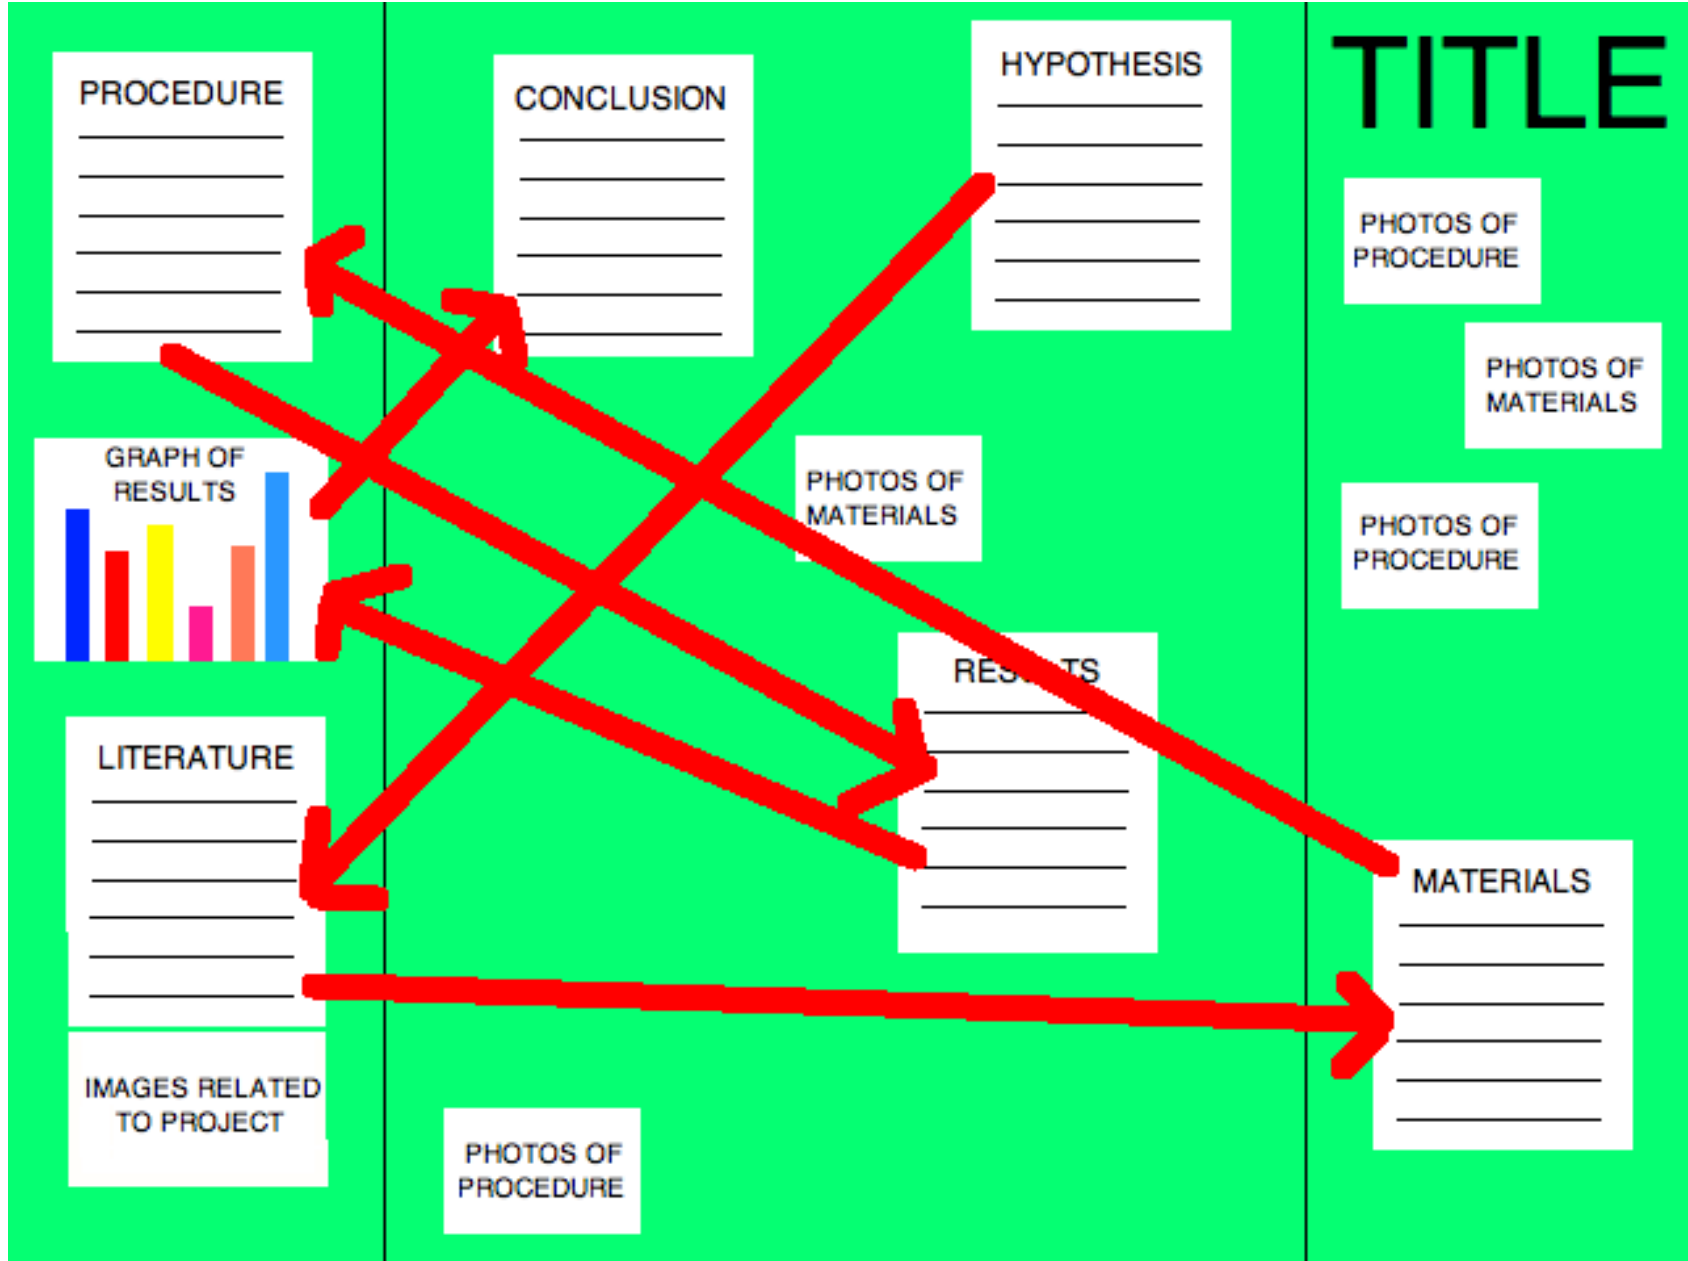 PROCEDURE
GRAPH OF
RESULTS
LITERATURE
IMAGES RELATED
TO PROJECT
CONCLUSION
HYPOTHESIS
PHOTOS OF
MATERIALS
RESULTS
PHOTOS OF
PROCEDURE
TITLE
PHOTOS OF
PROCEDURE
PHOTOS OF
MATERIALS
PHOTOS OF
PROCEDURE
MATERIALS